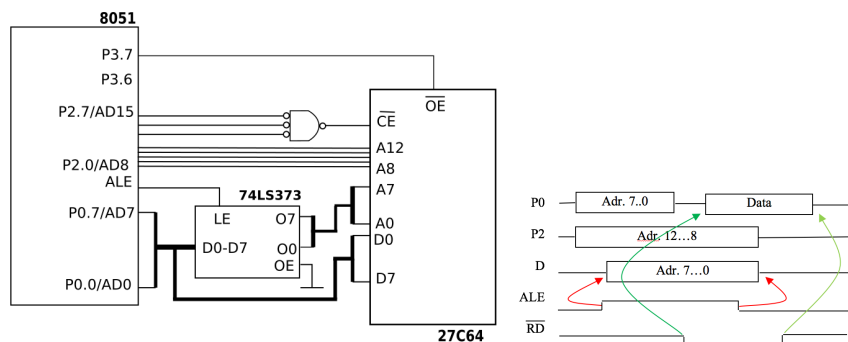 8051
P3.7
P3.6
P2.7/AD15
P2.0/AD8
ALE
P0.7/AD7
P0.0/AD0
74LS373
LE
D0-D7
O7
O0
OE
OE
CE
A12
A8
A7
A0
D0
D7
27C64
P0 Adr. 7..0 Data
P2 Adr. 12...8
D Adr. 7...0
ALE
RD